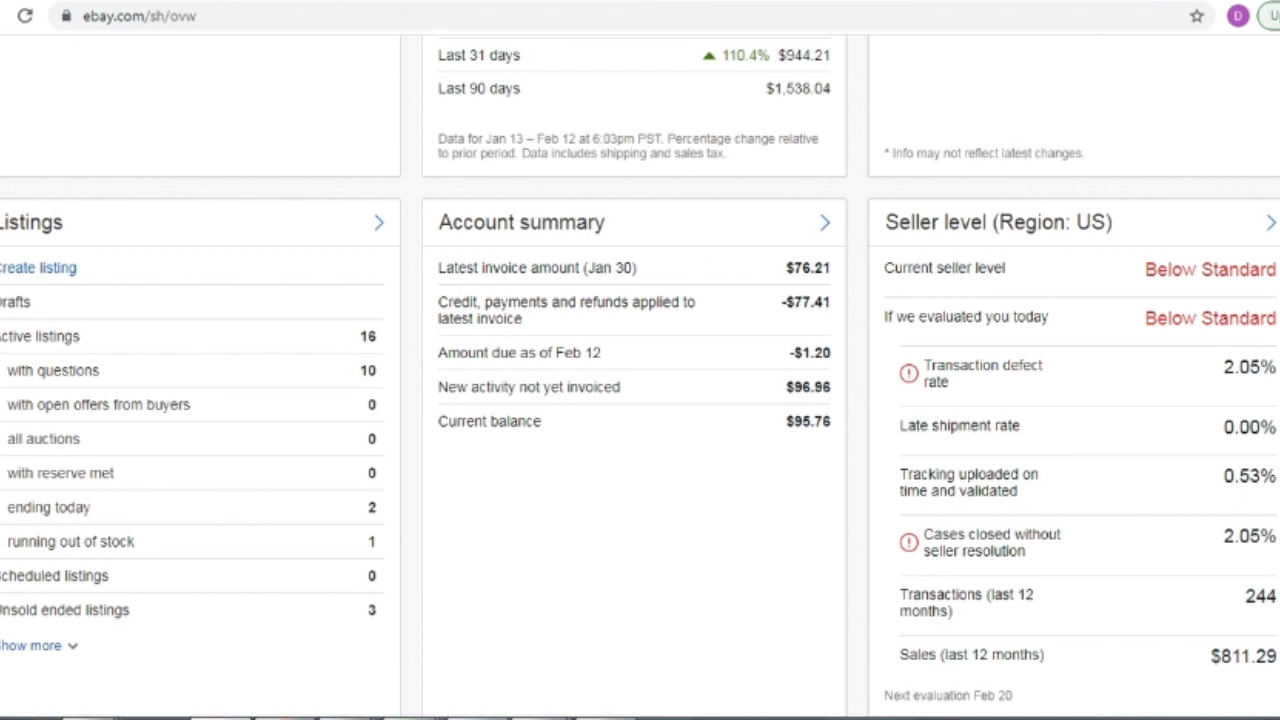 ebay.com/sh/ovw
D
Last 31 days 110.4% $944.21
Last 90 days $1,538.04
Data for Jan 13 – Feb 12 at 6:03pm PST. Percentage change relative
to prior period. Data includes shipping and sales tax.
* Info may not reflect latest changes.
Listings
Create listing
rafts
ctive listings 16
with questions 10
with open offers from buyers 0
all auctions 0
with reserve met 0
ending today 2
running out of stock 1
cheduled listings 0
nsold ended listings 3
how more
Account summary
Latest invoice amount (Jan 30) $76.21
Credit, payments and refunds applied to -$77.41
latest invoice
Amount due as of Feb 12 -$1.20
New activity not yet invoiced $96.96
Current balance $95.76
Seller level (Region: US)
Current seller level Below Standard
If we evaluated you today Below Standard
Transaction defect 2.05%
rate
Late shipment rate 0.00%
Tracking uploaded on 0.53%
time and validated
Cases closed without 2.05%
seller resolution
Transactions (last 12 244
months)
Sales (last 12 months) $811.29
Next evaluation Feb 20